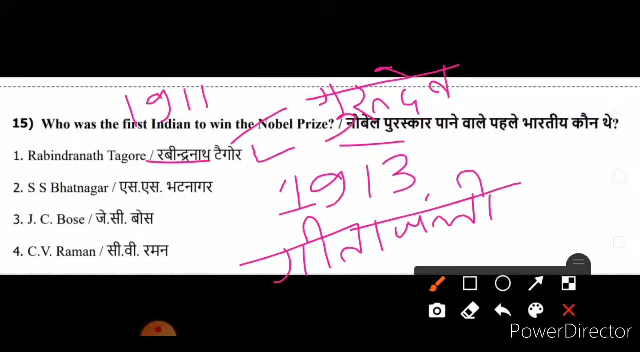 1911
गुरूदेव
15) Who was the first Indian to win the Nobel Prize? / नोबेल पुरस्कार पाने वाले पहले भारतीय कौन थे?
1. Rabindranath Tagore / रबीन्द्रनाथ टैगोर
2. S S Bhatnagar / एस.एस. भटनागर
1913
3. J. C. Bose / जे.सी. बोस
गीताजंली
4. C.V. Raman / सी.वी. रमन
PowerDirector